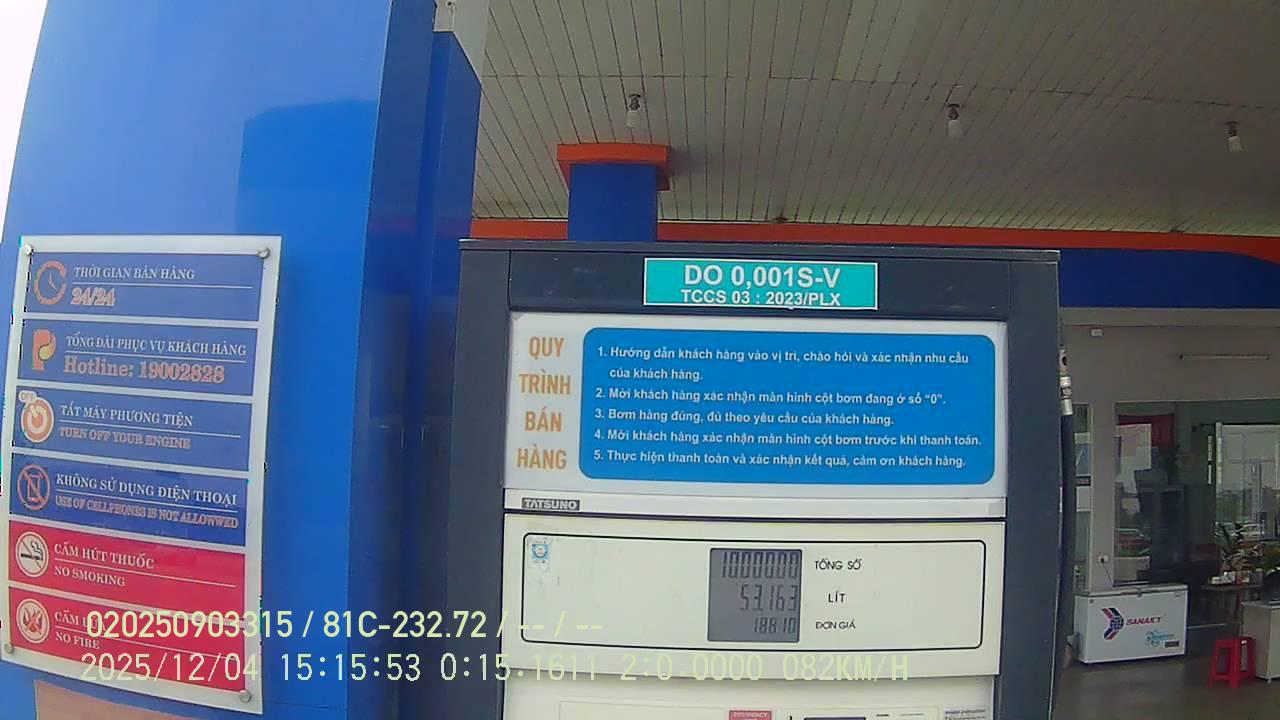 THỜI GIAN BÁN HÀNG
24/24
TỔNG ĐÀI PHỤC VỤ KHÁCH HÀNG
Hotline: 19002828
OFF
TẮT MÁY PHƯƠNG TIỆN
TURN OFF YOUR ENGINE
KHÔNG SỬ DỤNG ĐIỆN THOẠI
USE OF CELLPHONES IS NOT ALLOWWED
CẤM HÚT THUỐC
NO SMOKING
CẤM
NO FIRE
DO 0,001S-V
TCCS 03 : 2023/PLX
QUY
TRÌNH
BÁN
HÀNG
1. Hướng dẫn khách hàng vào vị trí, chào hỏi và xác nhận nhu cầu
của khách hàng.
2. Mời khách hàng xác nhận màn hình cột bơm đang ở số "0".
3. Bơm hàng đúng, đủ theo yêu cầu của khách hàng.
4. Mời khách hàng xác nhận màn hình cột bơm trước khi thanh toán.
5. Thực hiện thanh toán và xác nhận kết quả, cảm ơn khách hàng.
TATSUNO
1000000 TỔNG SỐ
53.163 LÍT
18810 ĐƠN GIÁ
SANAKY
020250903315 / 81C-232.72 / -- / --
2025/12/04 15:15:53 0:15.1611 2:0.0000 082KM/H